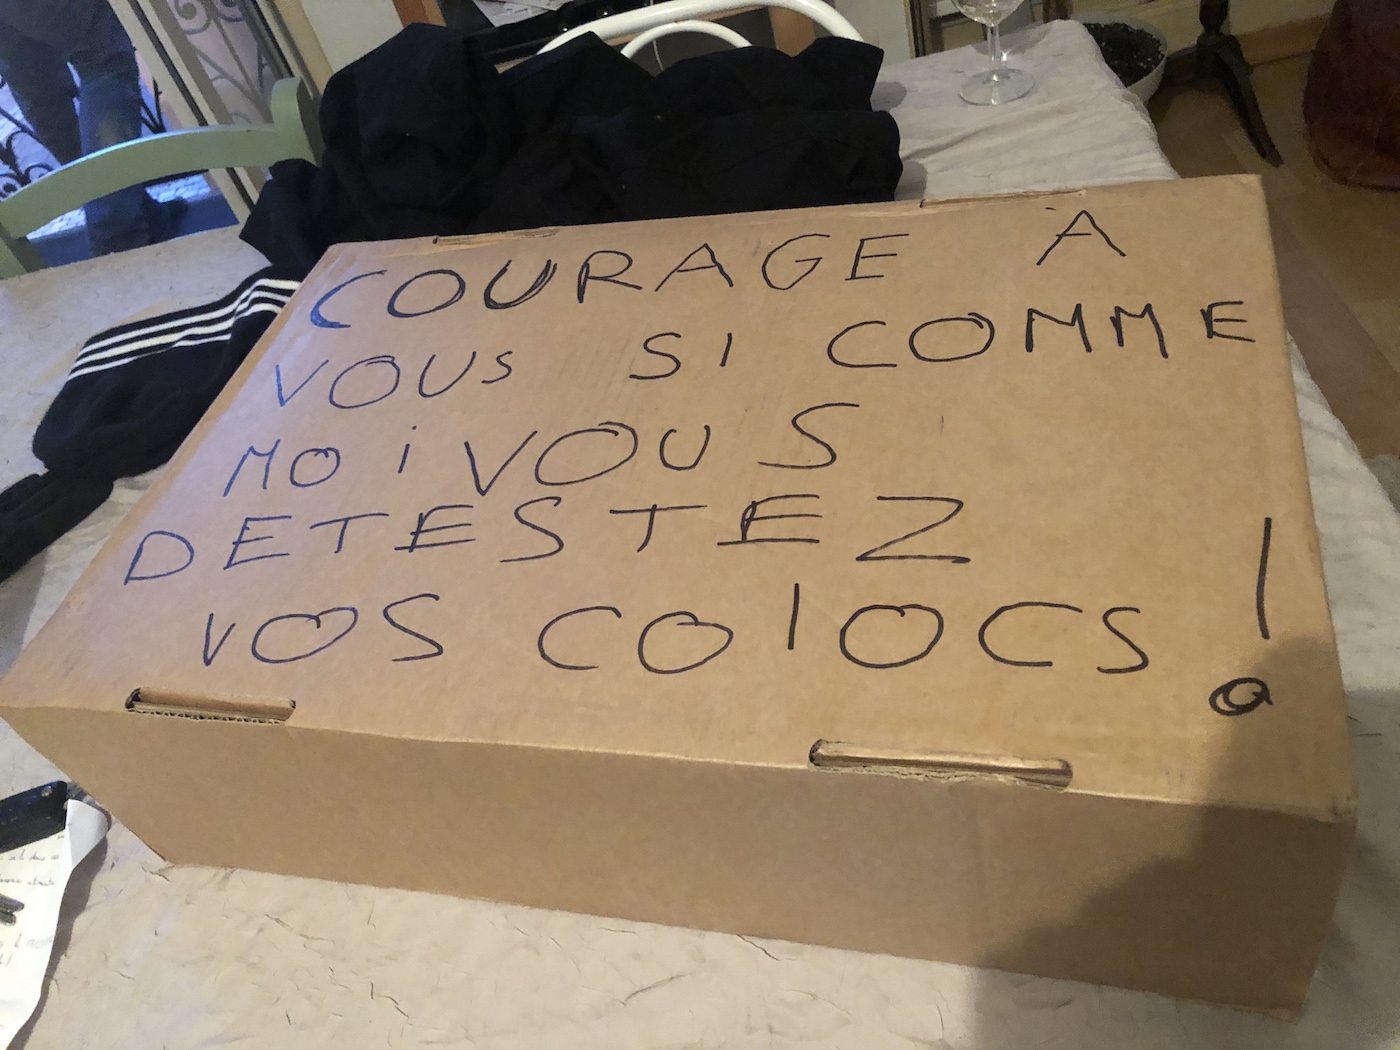 COURAGE À
VOUS SI COMME
MOI VOUS
DETESTEZ
VOS COlOCS !